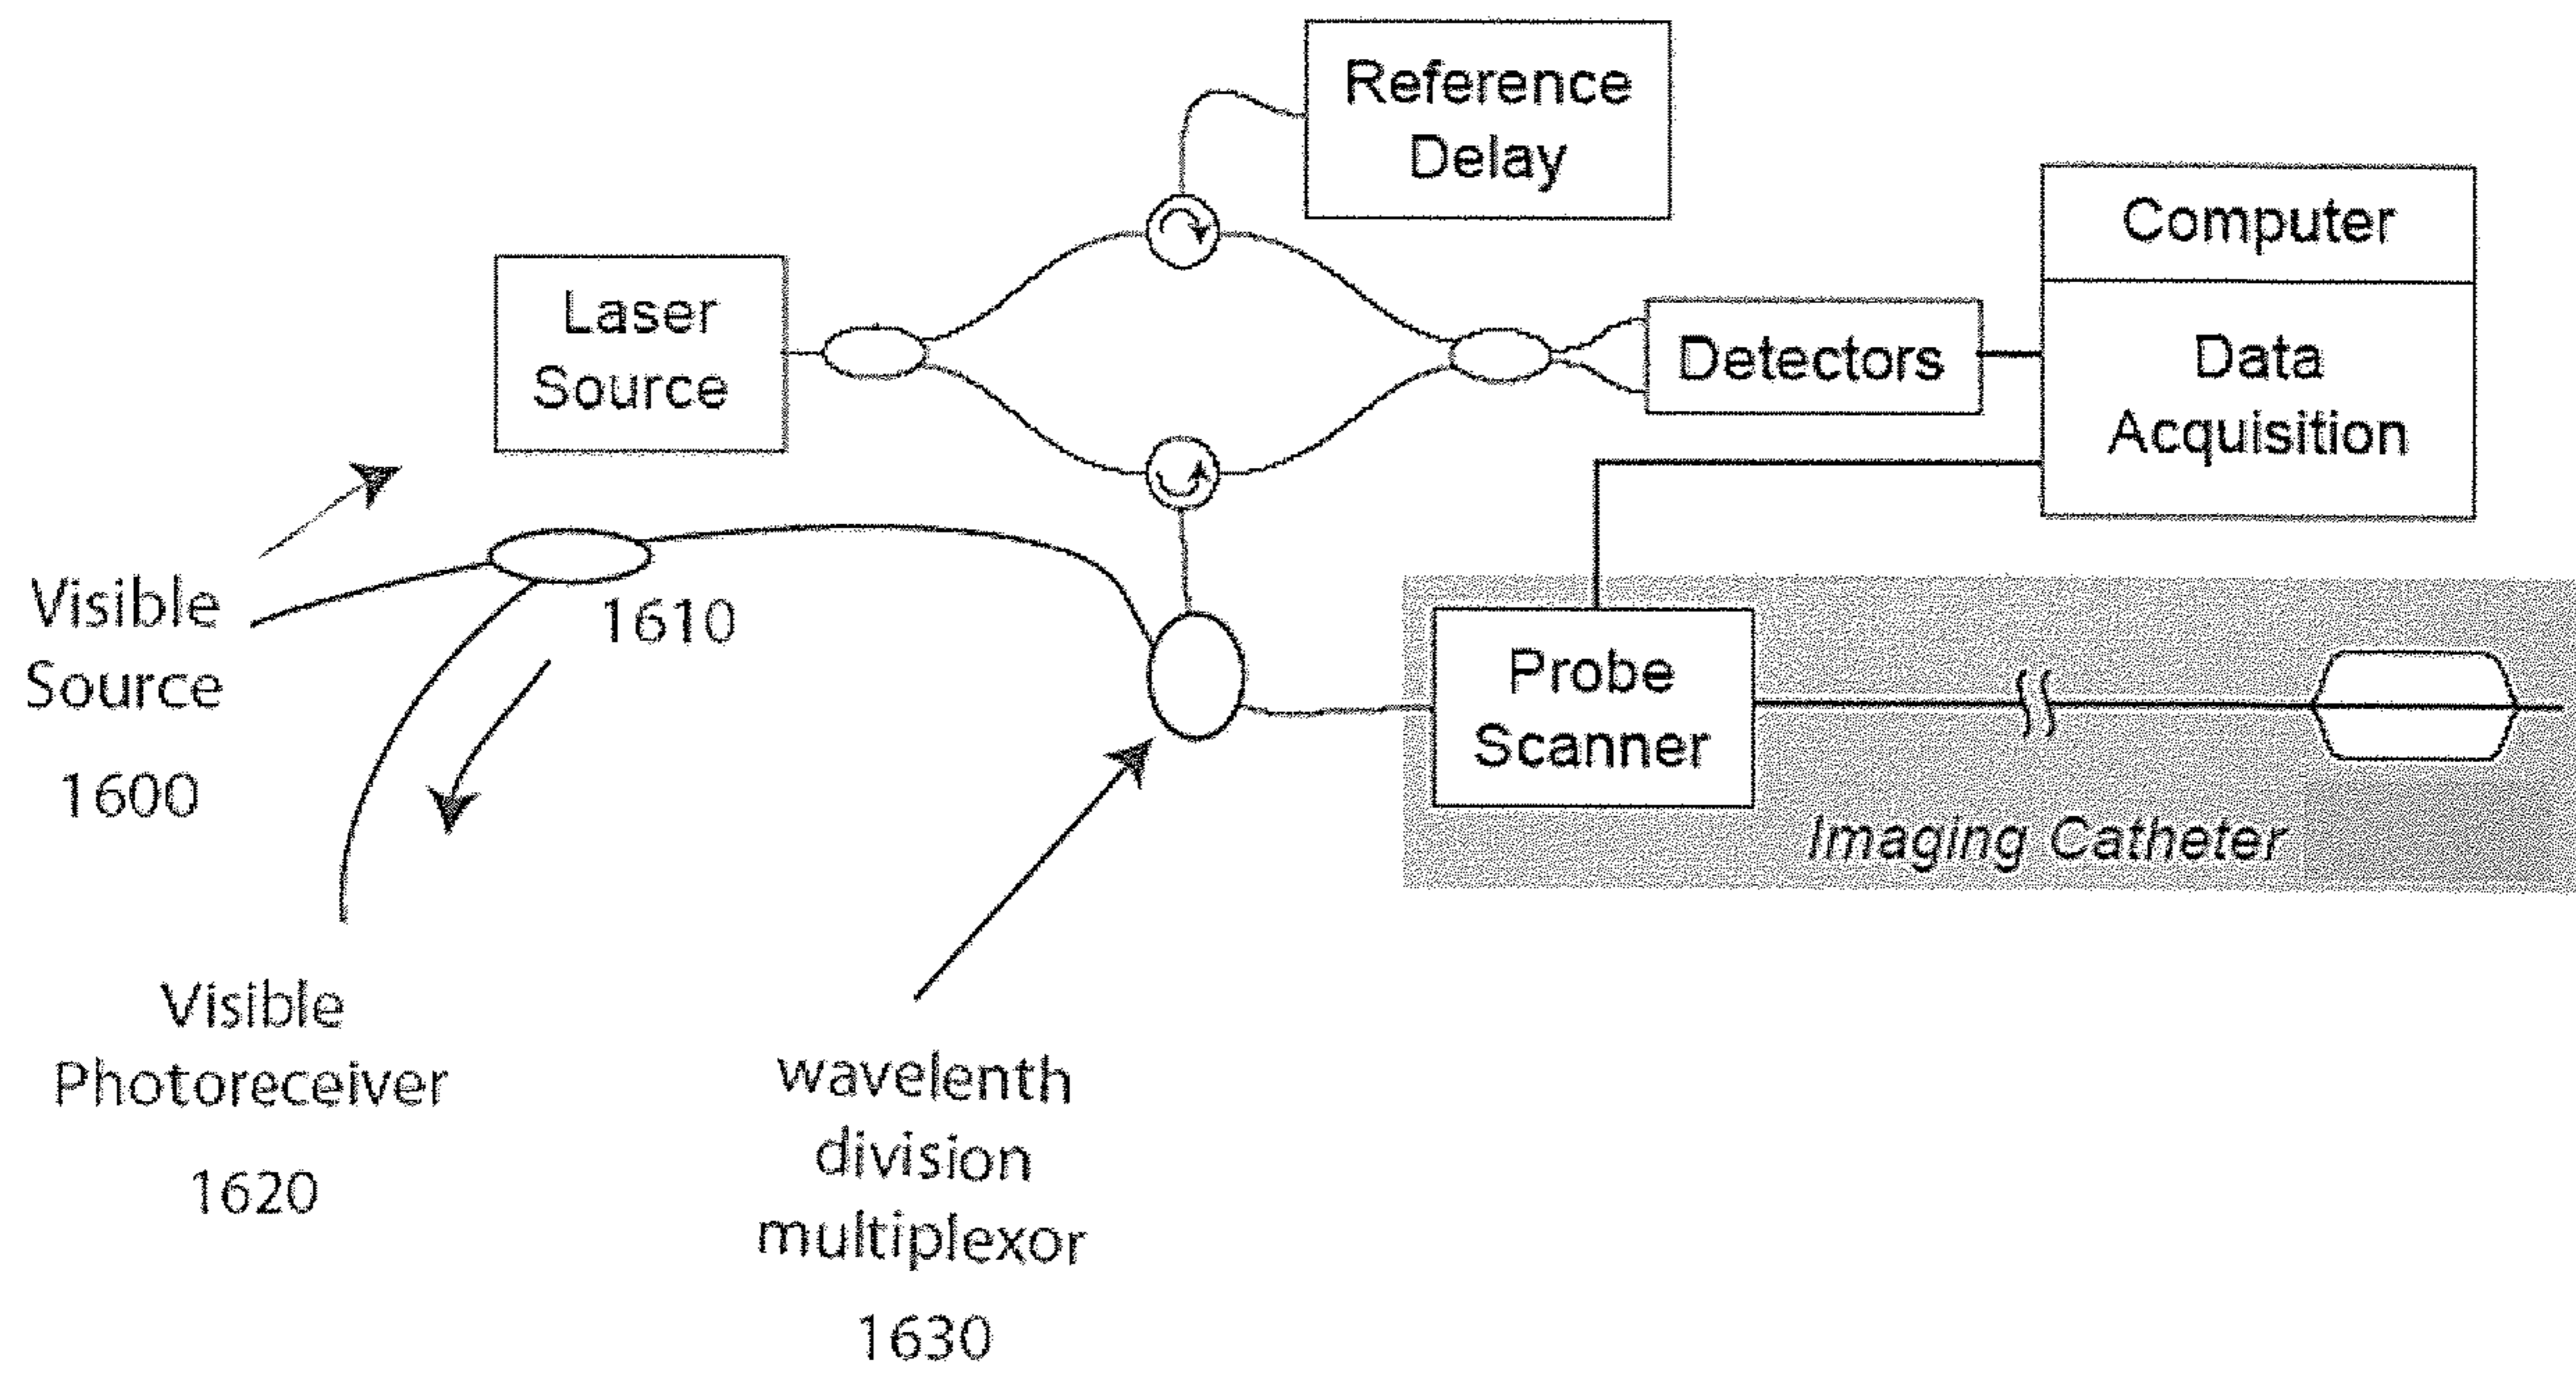 Reference
Delay
Computer
Data
Acquisition
Laser
Source
Detectors
Visible
Source
1600
1610
Probe
Scanner
Imaging Catheter
Visible
Photoreceiver
1620
wavelenth
division
multiplexor
1630